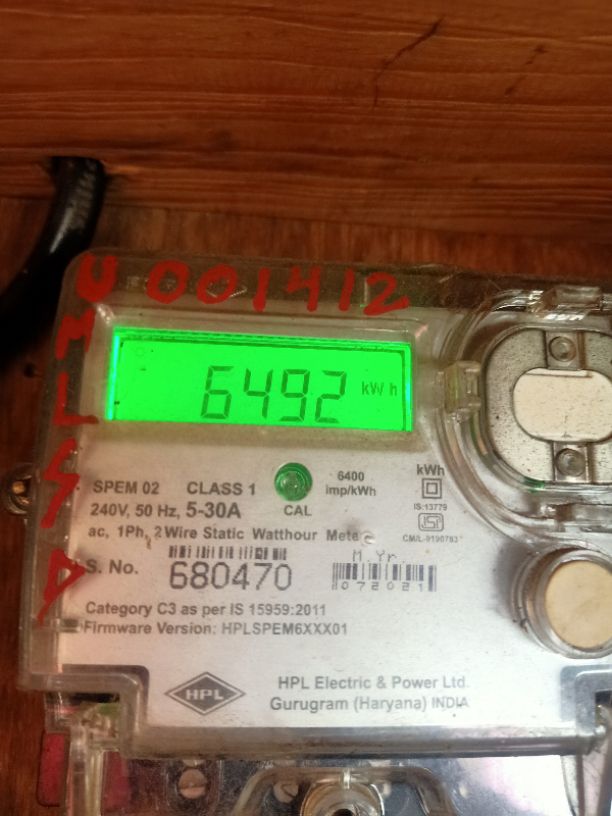 U001412
MLSP
6492 kWh
SPEM 02 CLASS 1
6400
imp/kWh
kWh
240V, 50 Hz, 5-30A
CAL
IS:13779
ac, 1Ph, 2 Wire Static Watthour Mete
CM/L-9190783
M.Yr.
S. No. 680470
072021
Category C3 as per IS 15959:2011
Firmware Version: HPLSPEM6XXX01
HPL
HPL Electric & Power Ltd.
Gurugram (Haryana) INDIA